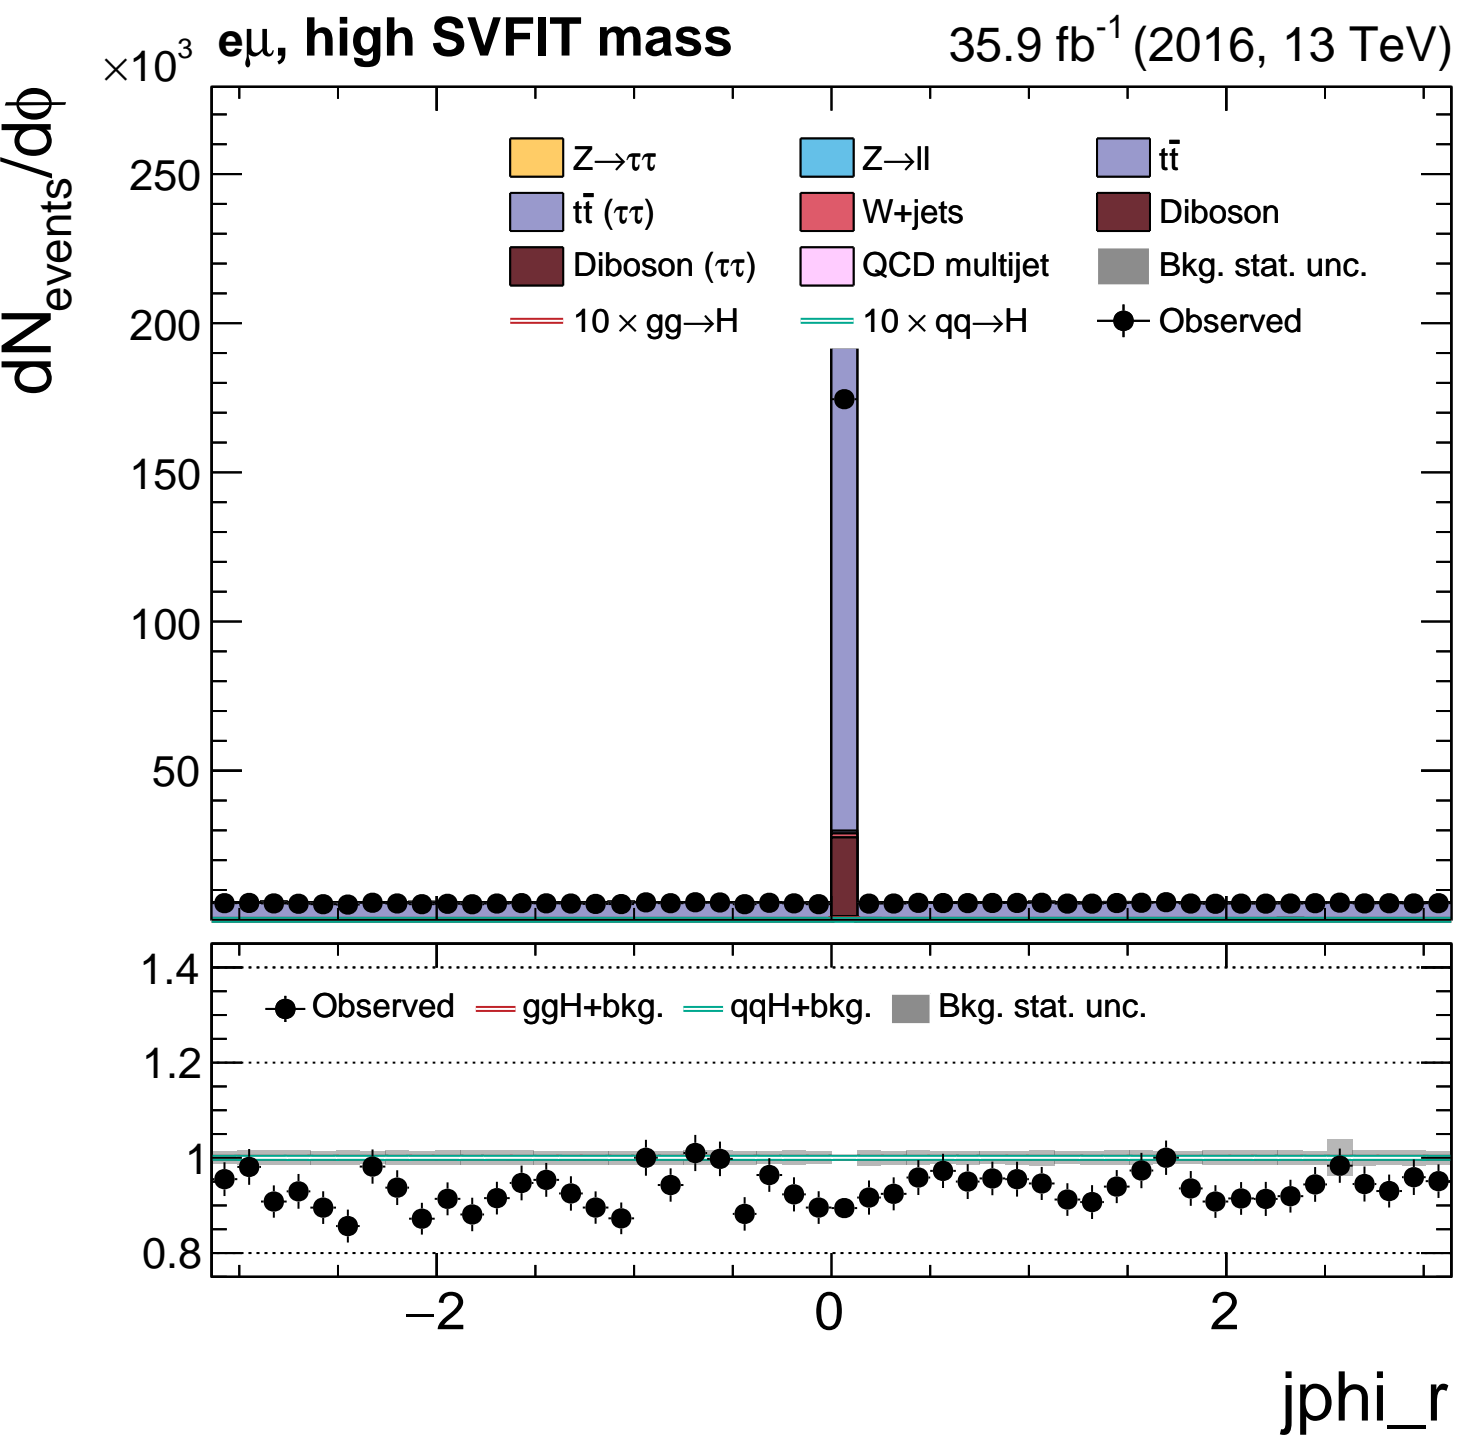 eμ, high SVFIT mass 35.9 fb⁻¹ (2016, 13 TeV)
×10³
dN_events/dϕ
250
200
150
100
50
Z→ττ Z→ll tt̄
tt̄ (ττ) W+jets Diboson
Diboson (ττ) QCD multijet Bkg. stat. unc.
10 × gg→H 10 × qq→H Observed
1.4
1.2
1
0.8
Observed ggH+bkg. qqH+bkg. Bkg. stat. unc.
−2 0 2
jphi_r